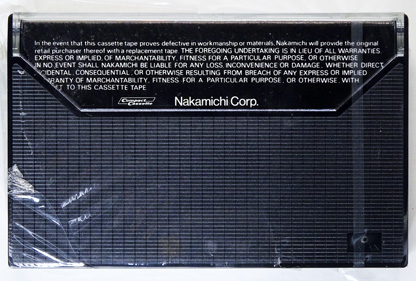 In the event that this cassette tape proves defective in workmanship or materials, Nakamichi will provide the original
retail purchaser thereof with a replacement tape. THE FOREGOING UNDERTAKING IS IN LIEU OF ALL WARRANTIES,
EXPRESS OR IMPLIED, OF MARCHANTABILITY, FITNESS FOR A PARTICULAR PURPOSE, OR OTHERWISE
IN NO EVENT SHALL NAKAMICHI BE LIABLE FOR ANY LOSS, INCONVENIENCE OR DAMAGE, WHETHER DIRECT
CONSEQUENTIAL, OR OTHERWISE RESULTING FROM BREACH OF ANY EXPRESS OR IMPLIED
OF MARCHANTABILITY, FITNESS FOR A PARTICULAR PURPOSE, OR OTHERWISE, WITH
TO THIS CASSETTE TAPE
Compact Cassette Nakamichi Corp.